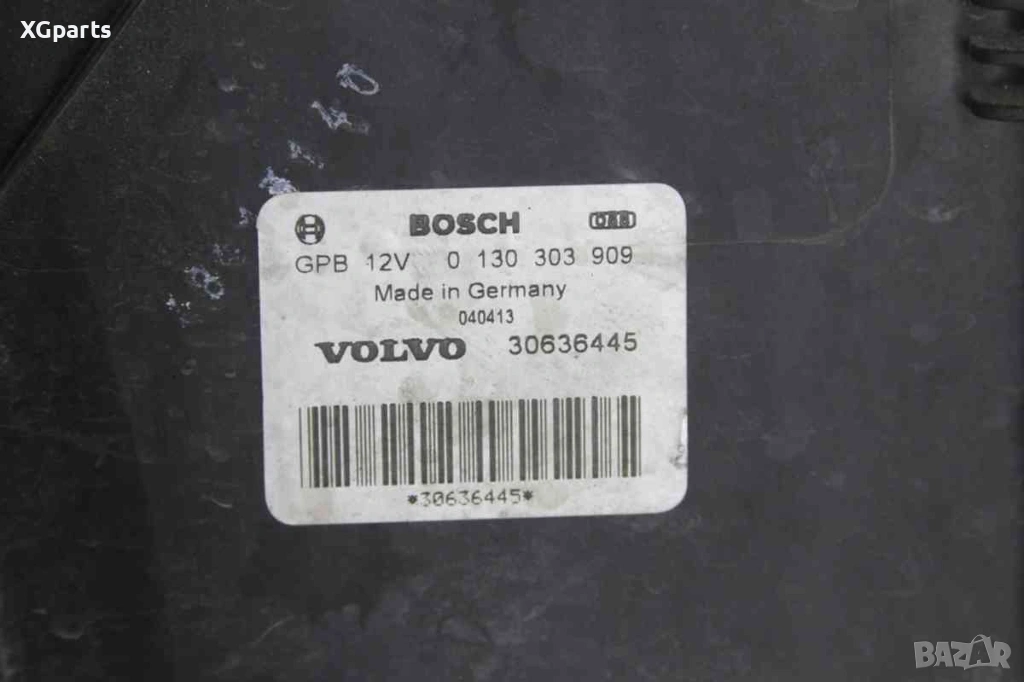 XGparts
BOSCH
GPB 12V 0 130 303 909
Made in Germany
040413
VOLVO 30636445
*30636445*
BAZAR